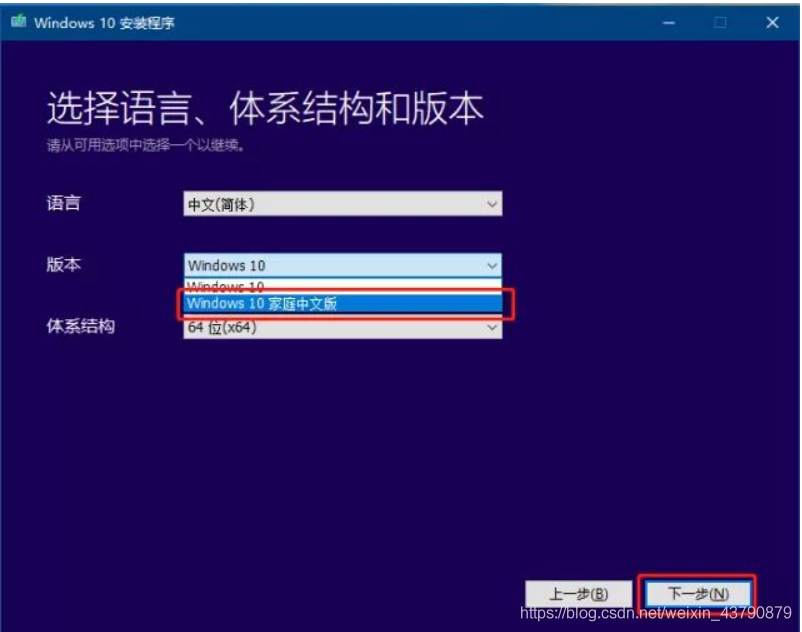 Windows 10 安装程序
选择语言、体系结构和版本
请从可用选项中选择一个以继续。
语言
中文(简体)
版本
Windows 10
Windows 10
Windows 10 家庭中文版
体系结构
64 位(x64)
上一步(B)
下一步(N)
https://blog.csdn.net/weixin_43790879